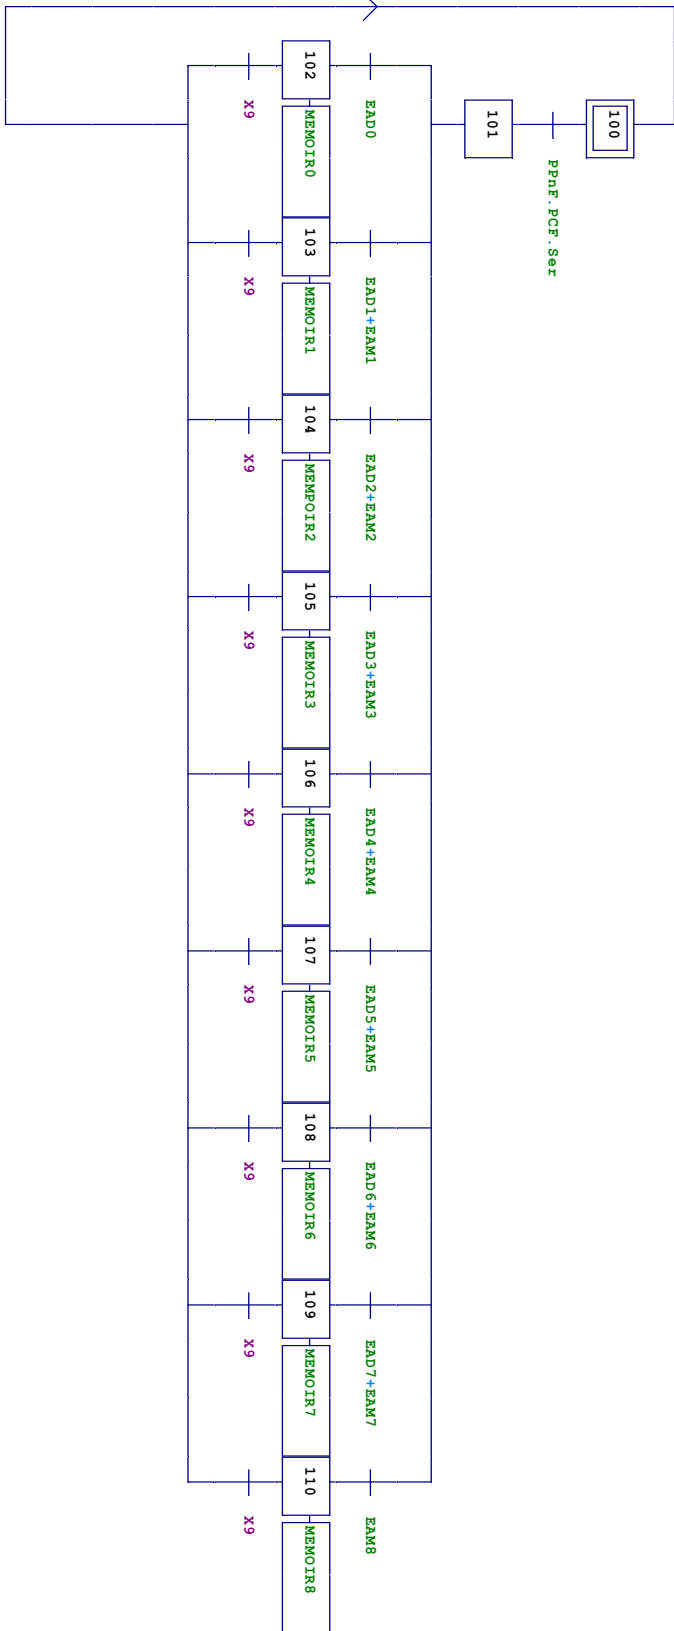 100
PPnF.PCF.Ser
101
EAD0
EAD1+EAM1
EAD2+EAM2
EAD3+EAM3
EAD4+EAM4
EAD5+EAM5
EAD6+EAM6
EAD7+EAM7
EAM8
102
MEMOIR0
103
MEMOIR1
104
MEMPOIR2
105
MEMOIR3
106
MEMOIR4
107
MEMOIR5
108
MEMOIR6
109
MEMOIR7
110
MEMOIR8
X9
X9
X9
X9
X9
X9
X9
X9
X9